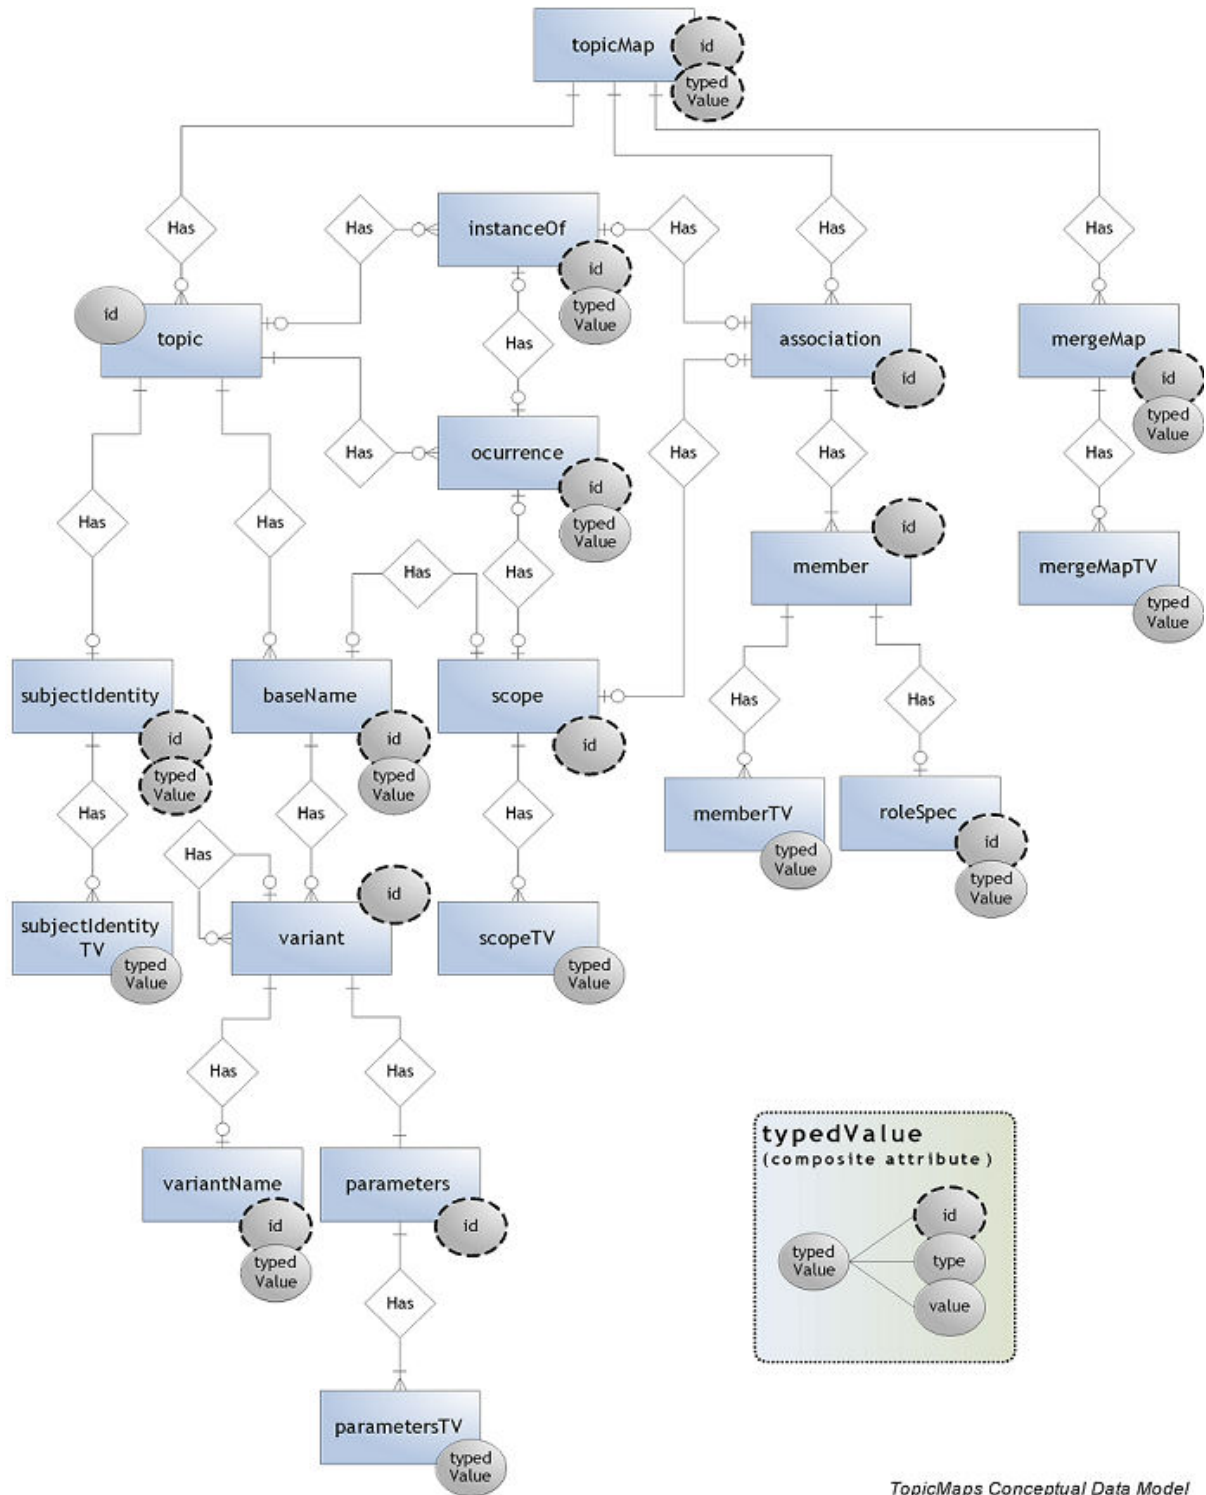 topicMap
id
typed
Value
Has
Has
instanceOf
Has
Has
Has
id
typed
Value
id
topic
Has
association
id
mergeMap
id
typed
Value
Has
ocurrence
id
typed
Value
Has
Has
Has
Has
Has
Has
Has
Has
id
member
mergeMapTV
typed
Value
subjectIdentity
id
typed
Value
baseName
id
typed
Value
scope
id
Has
Has
Has
Has
Has
Has
memberTV
typed
Value
roleSpec
id
typed
Value
subjectIdentity
TV
typed
Value
id
variant
scopeTV
typed
Value
Has
Has
variantName
id
typed
Value
parameters
id
Has
parametersTV
typed
Value
typedValue
(composite attribute)
typed
Value
id
type
value
TopicMaps Conceptual Data Model